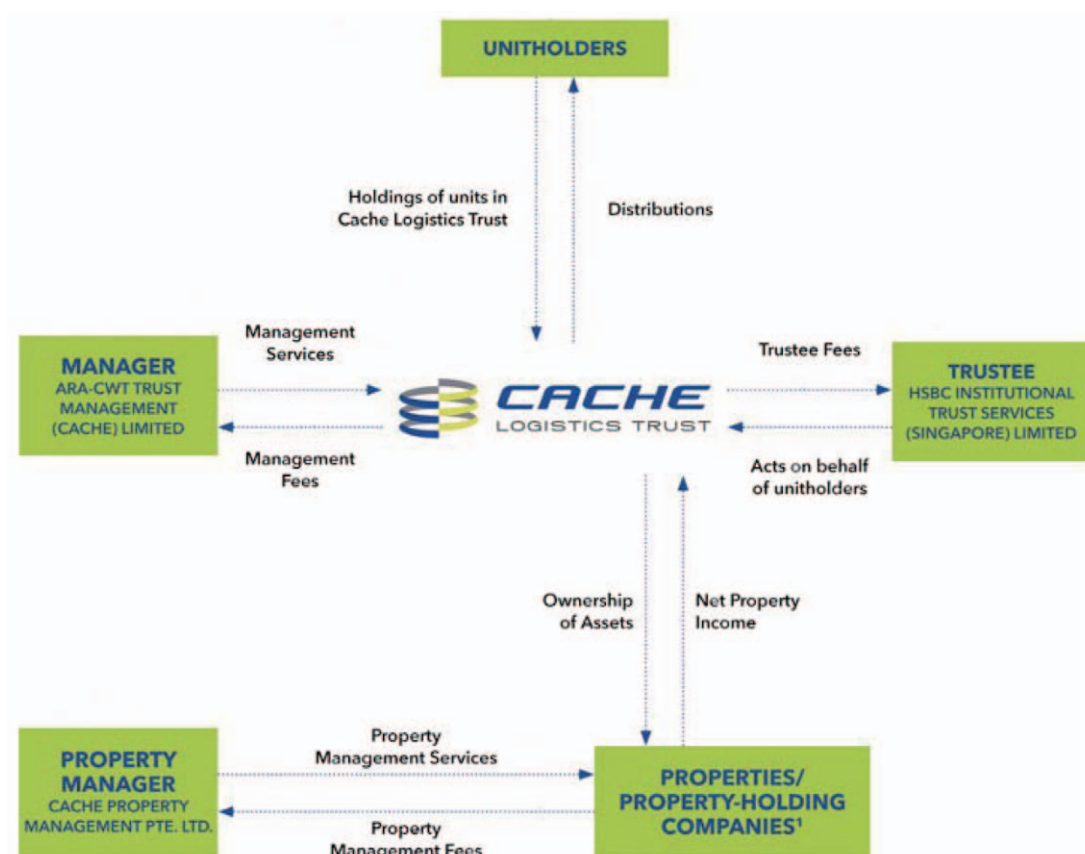 UNITHOLDERS
Holdings of units in
Cache Logistics Trust
Distributions
Management
Services
Trustee Fees
MANAGER
ARA-CWT TRUST
MANAGEMENT
(CACHE) LIMITED
CACHE
LOGISTICS TRUST
TRUSTEE
HSBC INSTITUTIONAL
TRUST SERVICES
(SINGAPORE) LIMITED
Management
Fees
Acts on behalf
of unitholders
Ownership
of Assets
Net Property
Income
Property
Management Services
PROPERTY
MANAGER
CACHE PROPERTY
MANAGEMENT PTE. LTD.
PROPERTIES/
PROPERTY-HOLDING
COMPANIES¹
Property
Management Fees